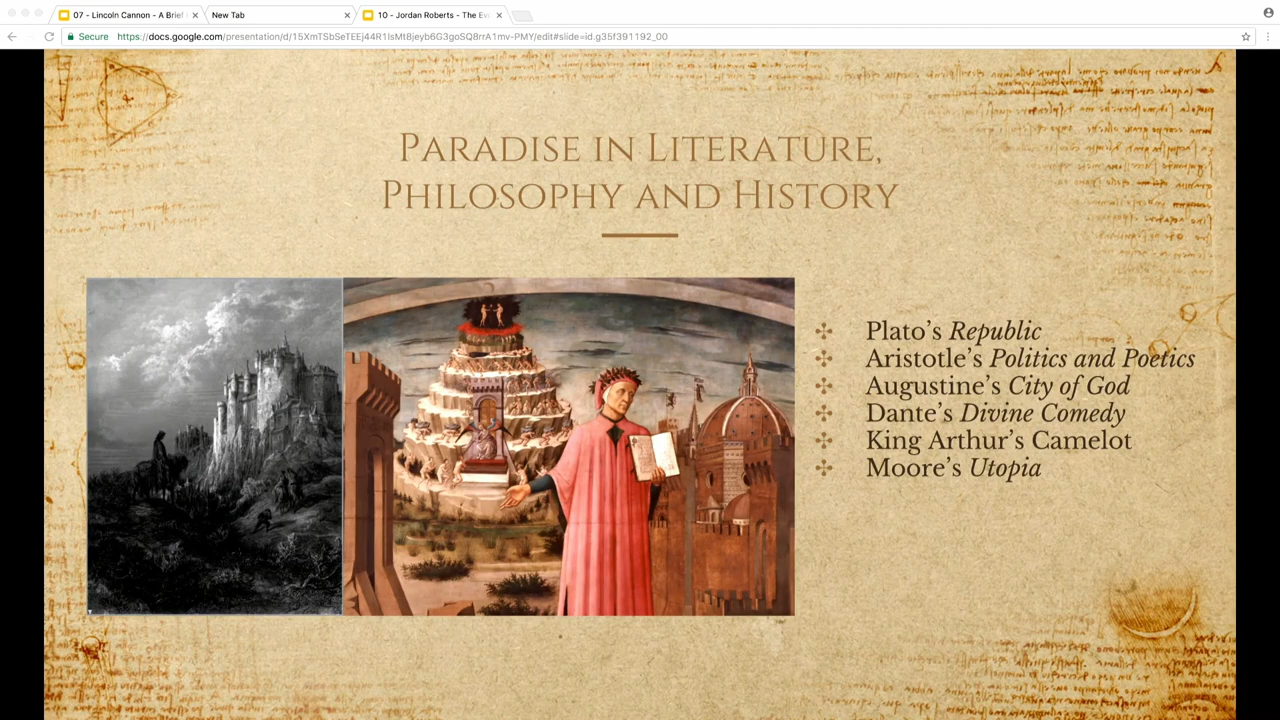 07 - Lincoln Cannon - A Brief
New Tab
10 - Jordan Roberts - The Ev
Secure https://docs.google.com/presentation/d/15XmTSbSeTEEj44R1IsMt8jeyb6G3goSQ8rrA1mv-PMY/edit#slide=id.g35f391192_00
Paradise in Literature,
Philosophy and History
Plato’s Republic
Aristotle’s Politics and Poetics
Augustine’s City of God
Dante’s Divine Comedy
King Arthur’s Camelot
Moore’s Utopia